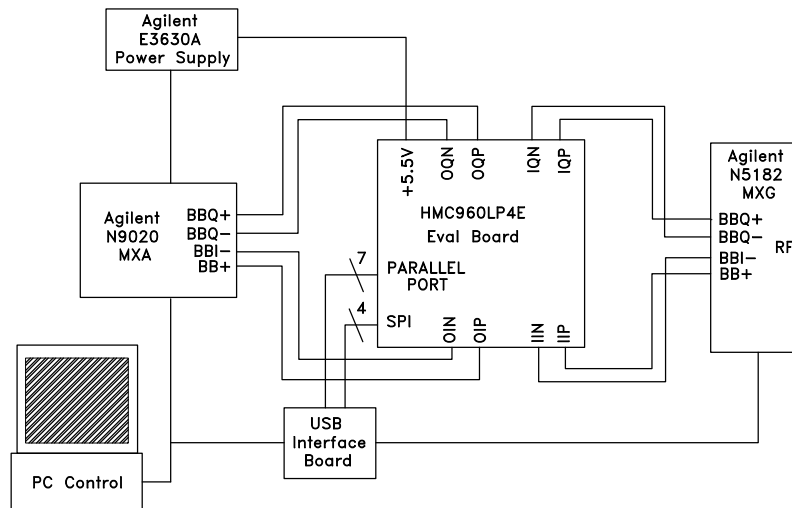 Agilent
E3630A
Power Supply
+5.5V
OQN
OQP
IQN
IQP
Agilent
N9020
MXA
BBQ+
BBQ−
BBI−
BB+
HMC960LP4E
Eval Board
7
PARALLEL
PORT
4
SPI
OIN
OIP
IIN
IIP
Agilent
N5182
MXG
BBQ+
BBQ−
BBI−
BB+
RF
USB
Interface
Board
PC Control